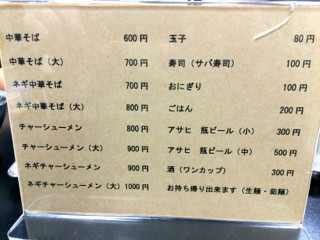 中華そば 600円
中華そば（大） 700円
ネギ中華そば 700円
ネギ中華そば（大） 800円
チャーシューメン 800円
チャーシューメン（大） 900円
ネギチャーシューメン 900円
ネギチャーシューメン（大） 1000円
玉子 80円
寿司（サバ寿司） 100円
おにぎり 100円
ごはん 200円
アサヒ 瓶ビール（小） 300円
アサヒ 瓶ビール（中） 500円
酒（ワンカップ） 300円
お持ち帰り出来ます（生麺・茹麺）